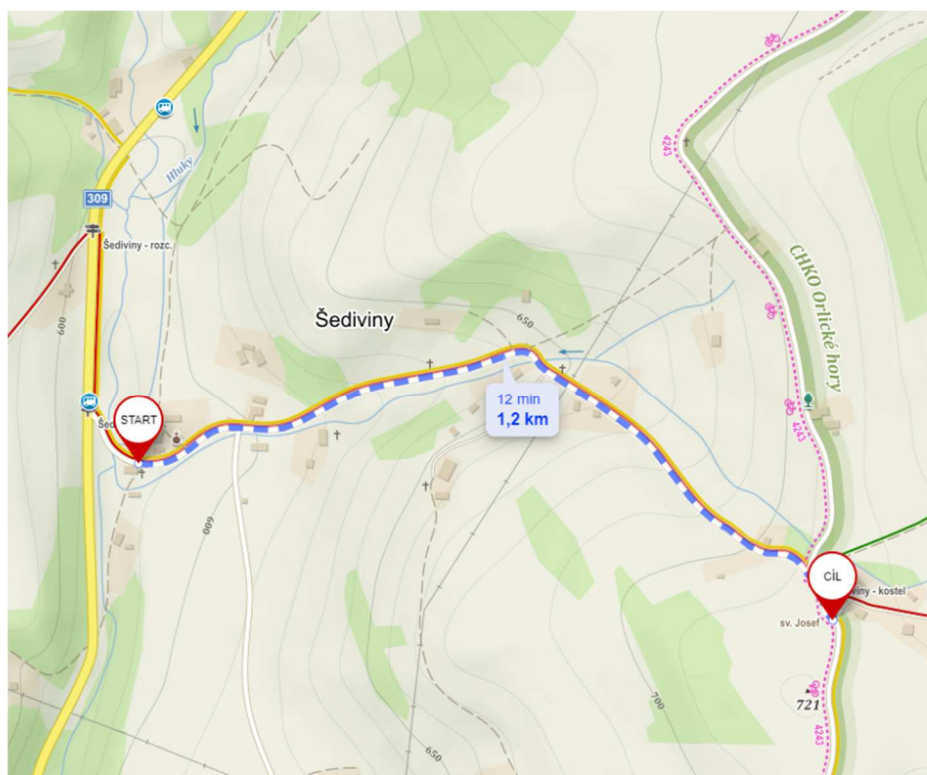 4243
Hluky
309
Šediviny - rozc.
600
CHKO Orlické hory
Šediviny
650
4243
12 min
1,2 km
START
600
CÍL
kostel
sv. Josef
700
721
4243
650